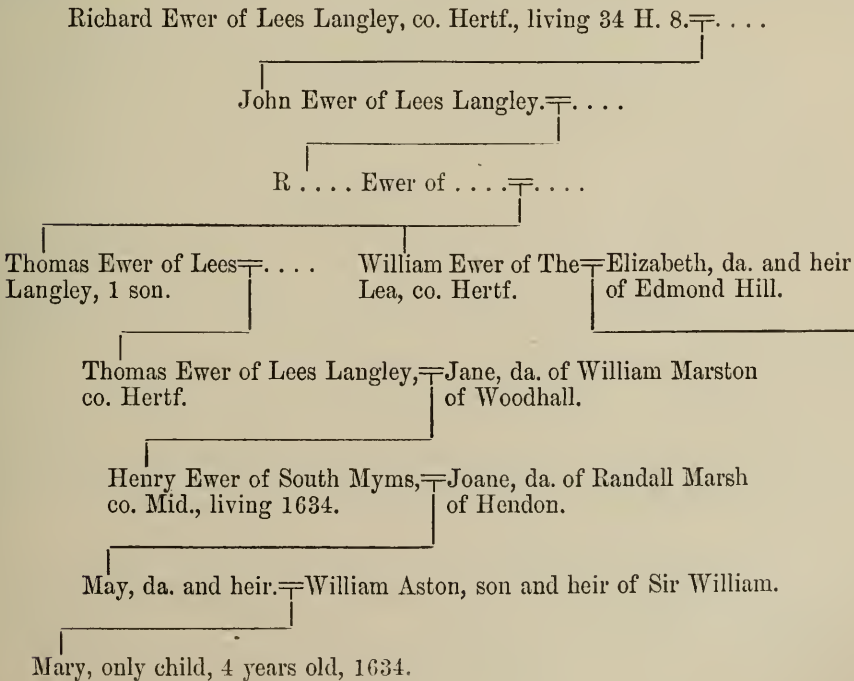 Richard Ewer of Lees Langley, co. Hertf., living 34 H. 8.=. . . .
John Ewer of Lees Langley.=. . . .
R . . . . Ewer of . . . .=. . . .
Thomas Ewer of Lees=. . . . William Ewer of The=Elizabeth, da. and heir
Langley, 1 son. Lea, co. Hertf. of Edmond Hill.
Thomas Ewer of Lees Langley,=Jane, da. of William Marston
co. Hertf. of Woodhall.
Henry Ewer of South Myms,=Joane, da. of Randall Marsh
co. Mid., living 1634. of Hendon.
May, da. and heir.=William Aston, son and heir of Sir William.
Mary, only child, 4 years old, 1634.